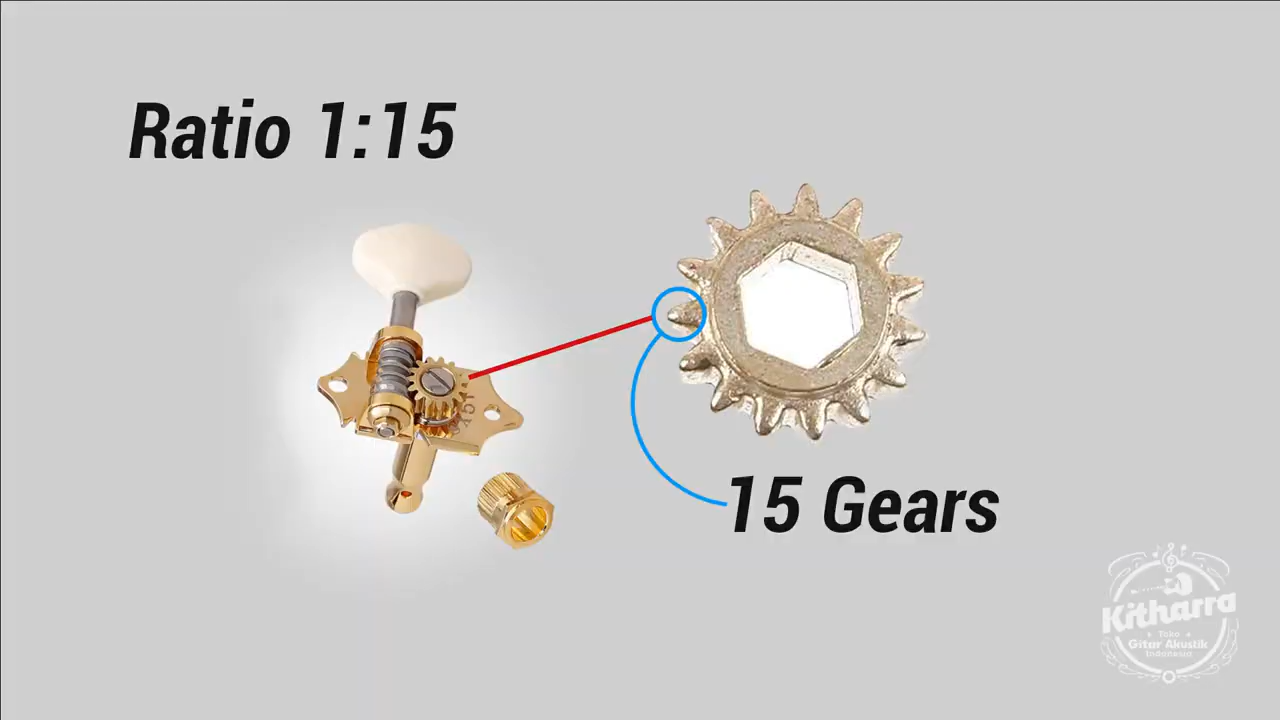 Ratio 1:15
15 Gears
Kitharra
Toko
Gitar Akustik
Indonesia